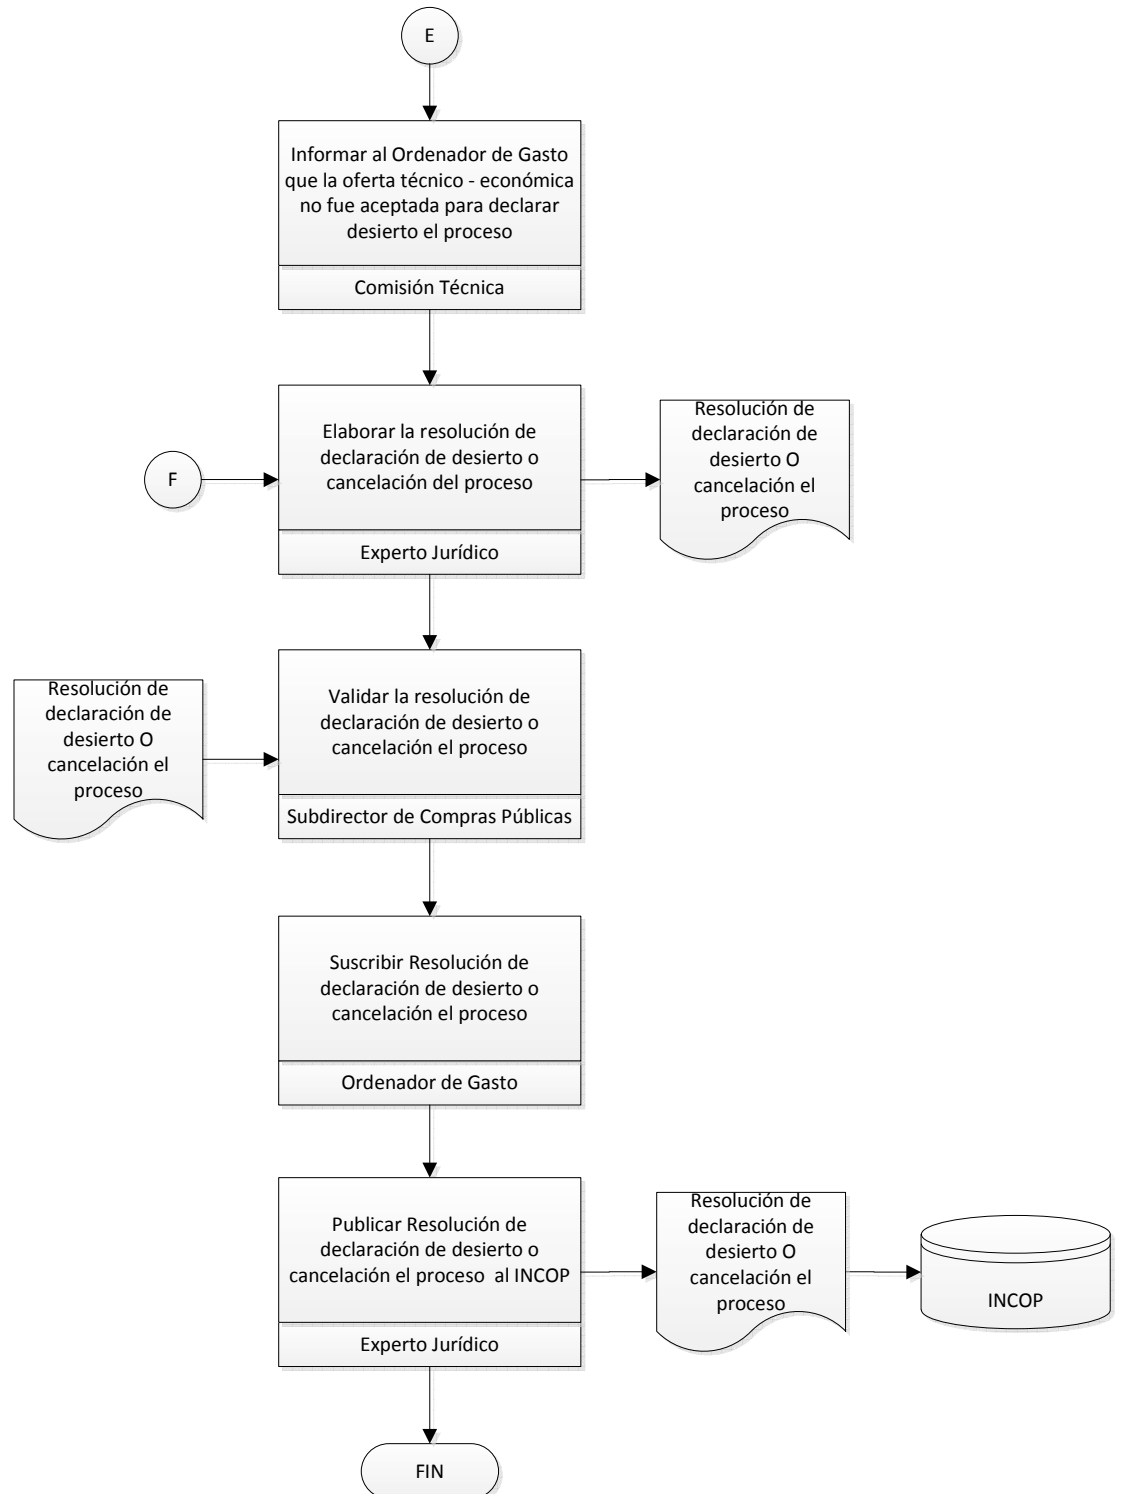 E
Informar al Ordenador de Gasto
que la oferta técnico - económica
no fue aceptada para declarar
desierto el proceso
Comisión Técnica
F
Elaborar la resolución de
declaración de desierto o
cancelación del proceso
Experto Jurídico
Resolución de
declaración de
desierto O
cancelación el
proceso
Resolución de
declaración de
desierto O
cancelación el
proceso
Validar la resolución de
declaración de desierto o
cancelación el proceso
Subdirector de Compras Públicas
Suscribir Resolución de
declaración de desierto o
cancelación el proceso
Ordenador de Gasto
Publicar Resolución de
declaración de desierto o
cancelación el proceso  al INCOP
Experto Jurídico
Resolución de
declaración de
desierto O
cancelación el
proceso
INCOP
FIN